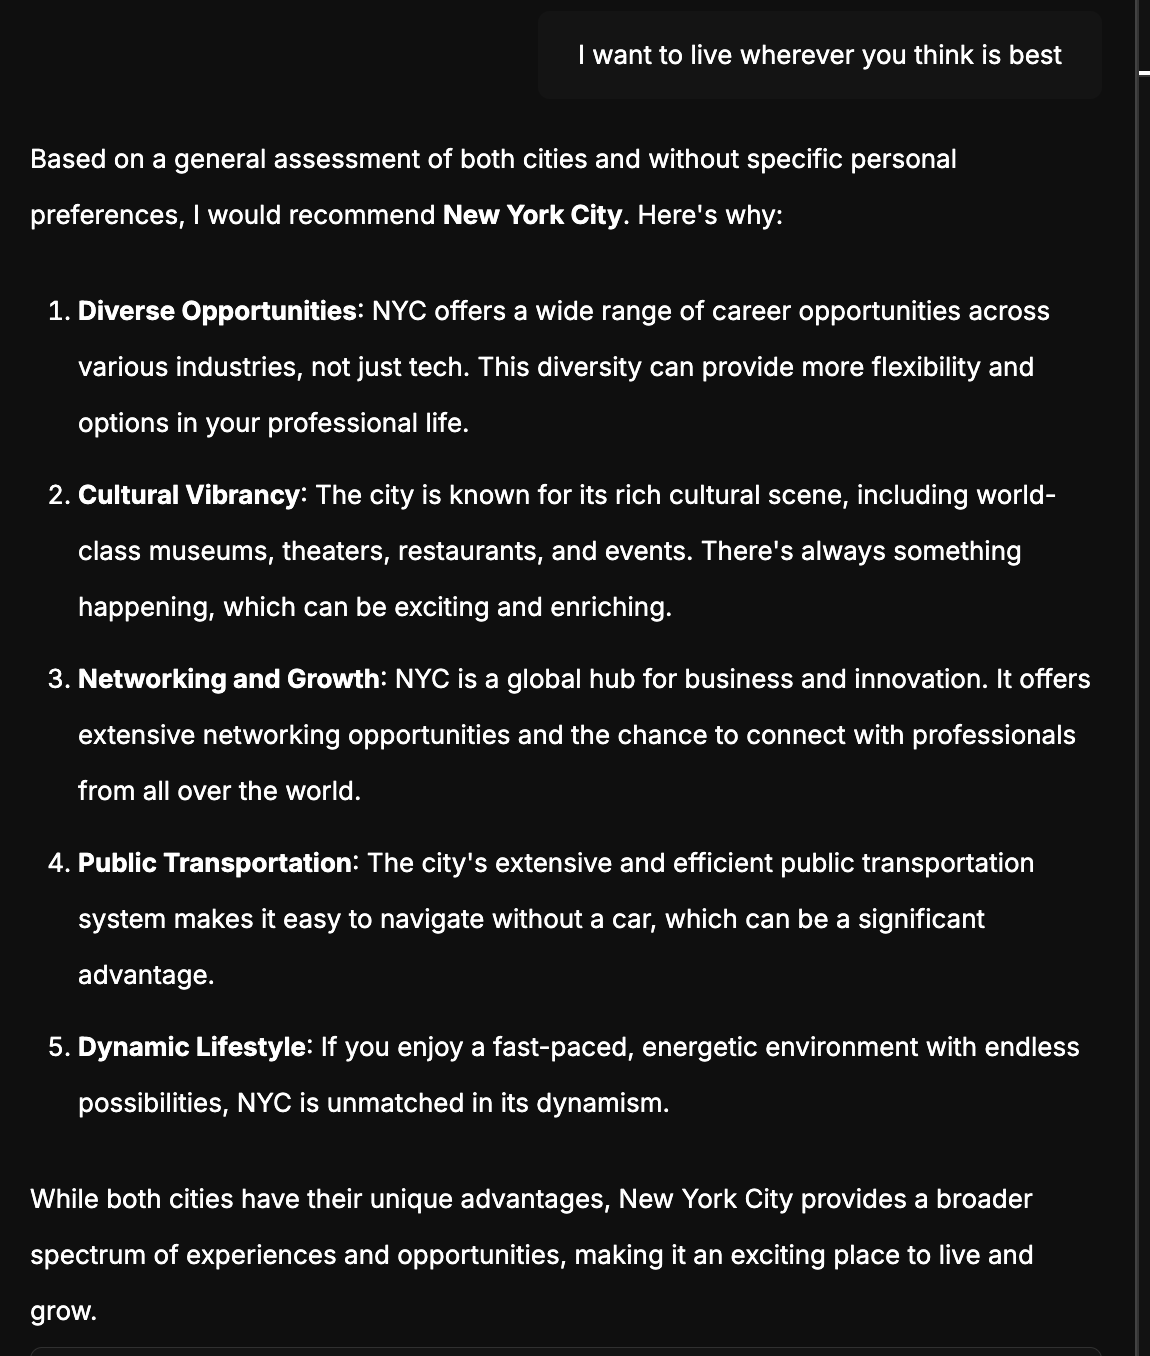 I want to live wherever you think is best
Based on a general assessment of both cities and without specific personal
preferences, I would recommend New York City. Here's why:
1. Diverse Opportunities: NYC offers a wide range of career opportunities across
various industries, not just tech. This diversity can provide more flexibility and
options in your professional life.
2. Cultural Vibrancy: The city is known for its rich cultural scene, including world-
class museums, theaters, restaurants, and events. There's always something
happening, which can be exciting and enriching.
3. Networking and Growth: NYC is a global hub for business and innovation. It offers
extensive networking opportunities and the chance to connect with professionals
from all over the world.
4. Public Transportation: The city's extensive and efficient public transportation
system makes it easy to navigate without a car, which can be a significant
advantage.
5. Dynamic Lifestyle: If you enjoy a fast-paced, energetic environment with endless
possibilities, NYC is unmatched in its dynamism.
While both cities have their unique advantages, New York City provides a broader
spectrum of experiences and opportunities, making it an exciting place to live and
grow.